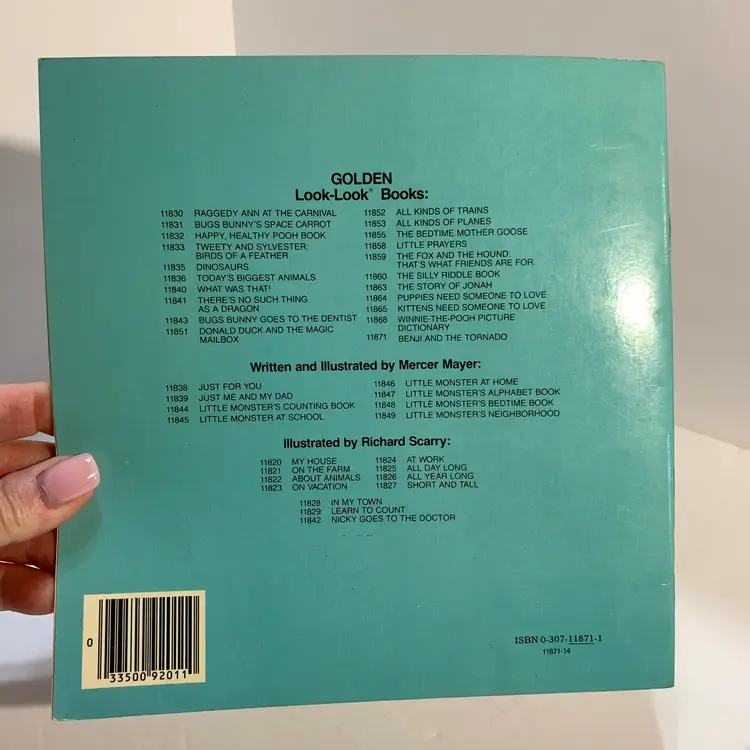 GOLDEN
Look-Look® Books:
11830 RAGGEDY ANN AT THE CARNIVAL
11831 BUGS BUNNY'S SPACE CARROT
11832 HAPPY, HEALTHY POOH BOOK
11833 TWEETY AND SYLVESTER:
BIRDS OF A FEATHER
11835 DINOSAURS
11836 TODAY'S BIGGEST ANIMALS
11840 WHAT WAS THAT!
11841 THERE'S NO SUCH THING
AS A DRAGON
11843 BUGS BUNNY GOES TO THE DENTIST
11851 DONALD DUCK AND THE MAGIC
MAILBOX
11852 ALL KINDS OF TRAINS
11853 ALL KINDS OF PLANES
11855 THE BEDTIME MOTHER GOOSE
11858 LITTLE PRAYERS
11859 THE FOX AND THE HOUND:
THAT'S WHAT FRIENDS ARE FOR
11860 THE SILLY RIDDLE BOOK
11863 THE STORY OF JONAH
11864 PUPPIES NEED SOMEONE TO LOVE
11865 KITTENS NEED SOMEONE TO LOVE
11868 WINNIE-THE-POOH PICTURE
DICTIONARY
11871 BENJI AND THE TORNADO
Written and Illustrated by Mercer Mayer:
11838 JUST FOR YOU
11839 JUST ME AND MY DAD
11844 LITTLE MONSTER'S COUNTING BOOK
11845 LITTLE MONSTER AT SCHOOL
11846 LITTLE MONSTER AT HOME
11847 LITTLE MONSTER'S ALPHABET BOOK
11848 LITTLE MONSTER'S BEDTIME BOOK
11849 LITTLE MONSTER'S NEIGHBORHOOD
Illustrated by Richard Scarry:
11820 MY HOUSE
11821 ON THE FARM
11822 ABOUT ANIMALS
11823 ON VACATION
11824 AT WORK
11825 ALL DAY LONG
11826 ALL YEAR LONG
11827 SHORT AND TALL
11828 IN MY TOWN
11829 LEARN TO COUNT
11842 NICKY GOES TO THE DOCTOR
0
33500 92011
ISBN 0-307-11871-1
11871-14